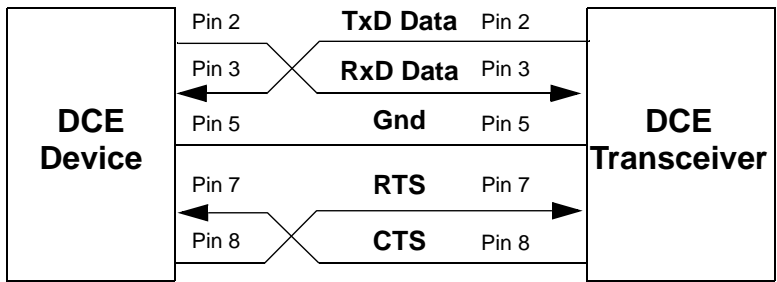 Pin 2 TxD Data Pin 2
Pin 3 RxD Data Pin 3
DCE Device
Pin 5 Gnd Pin 5
DCE Transceiver
Pin 7 RTS Pin 7
Pin 8 CTS Pin 8